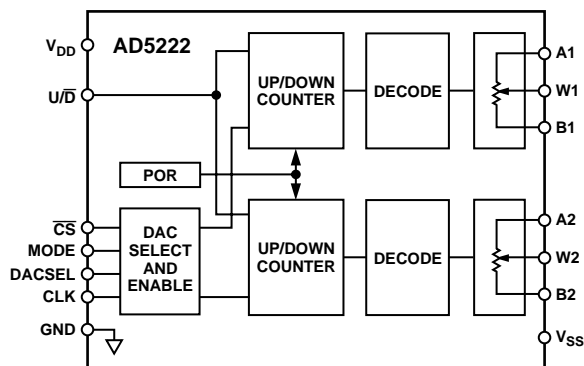 V_DD
AD5222
U/D̅
UP/DOWN
COUNTER
DECODE
A1
W1
B1
POR
C̅S̅
MODE
DACSEL
CLK
GND
DAC
SELECT
AND
ENABLE
UP/DOWN
COUNTER
DECODE
A2
W2
B2
V_SS